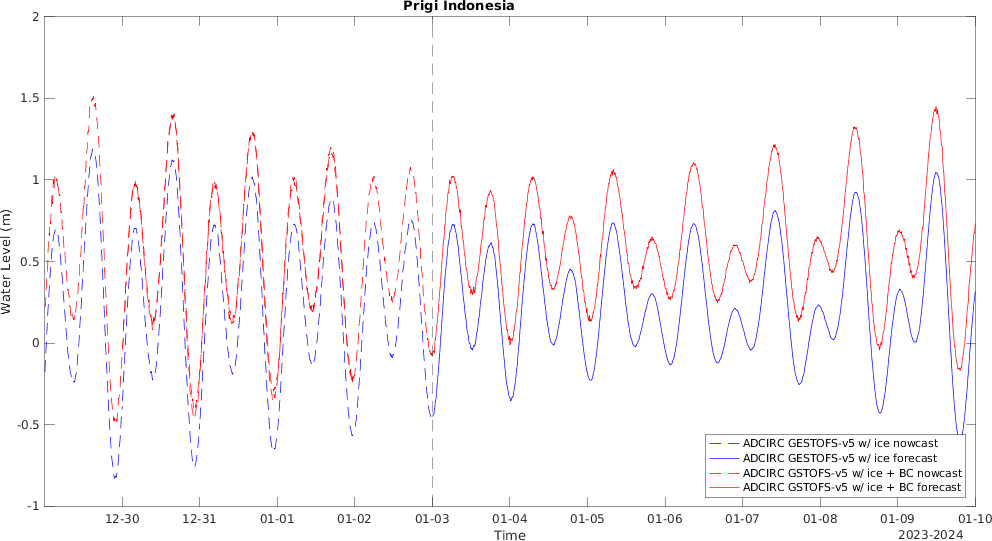 Prigi Indonesia
2
1.5
1
0.5
0
-0.5
-1
Water Level (m)
12-30 12-31 01-01 01-02 01-03 01-04 01-05 01-06 01-07 01-08 01-09 01-10
Time
2023-2024
ADCIRC GESTOFS-v5 w/ ice nowcast
ADCIRC GESTOFS-v5 w/ ice forecast
ADCIRC GSTOFS-v5 w/ ice + BC nowcast
ADCIRC GSTOFS-v5 w/ ice + BC forecast